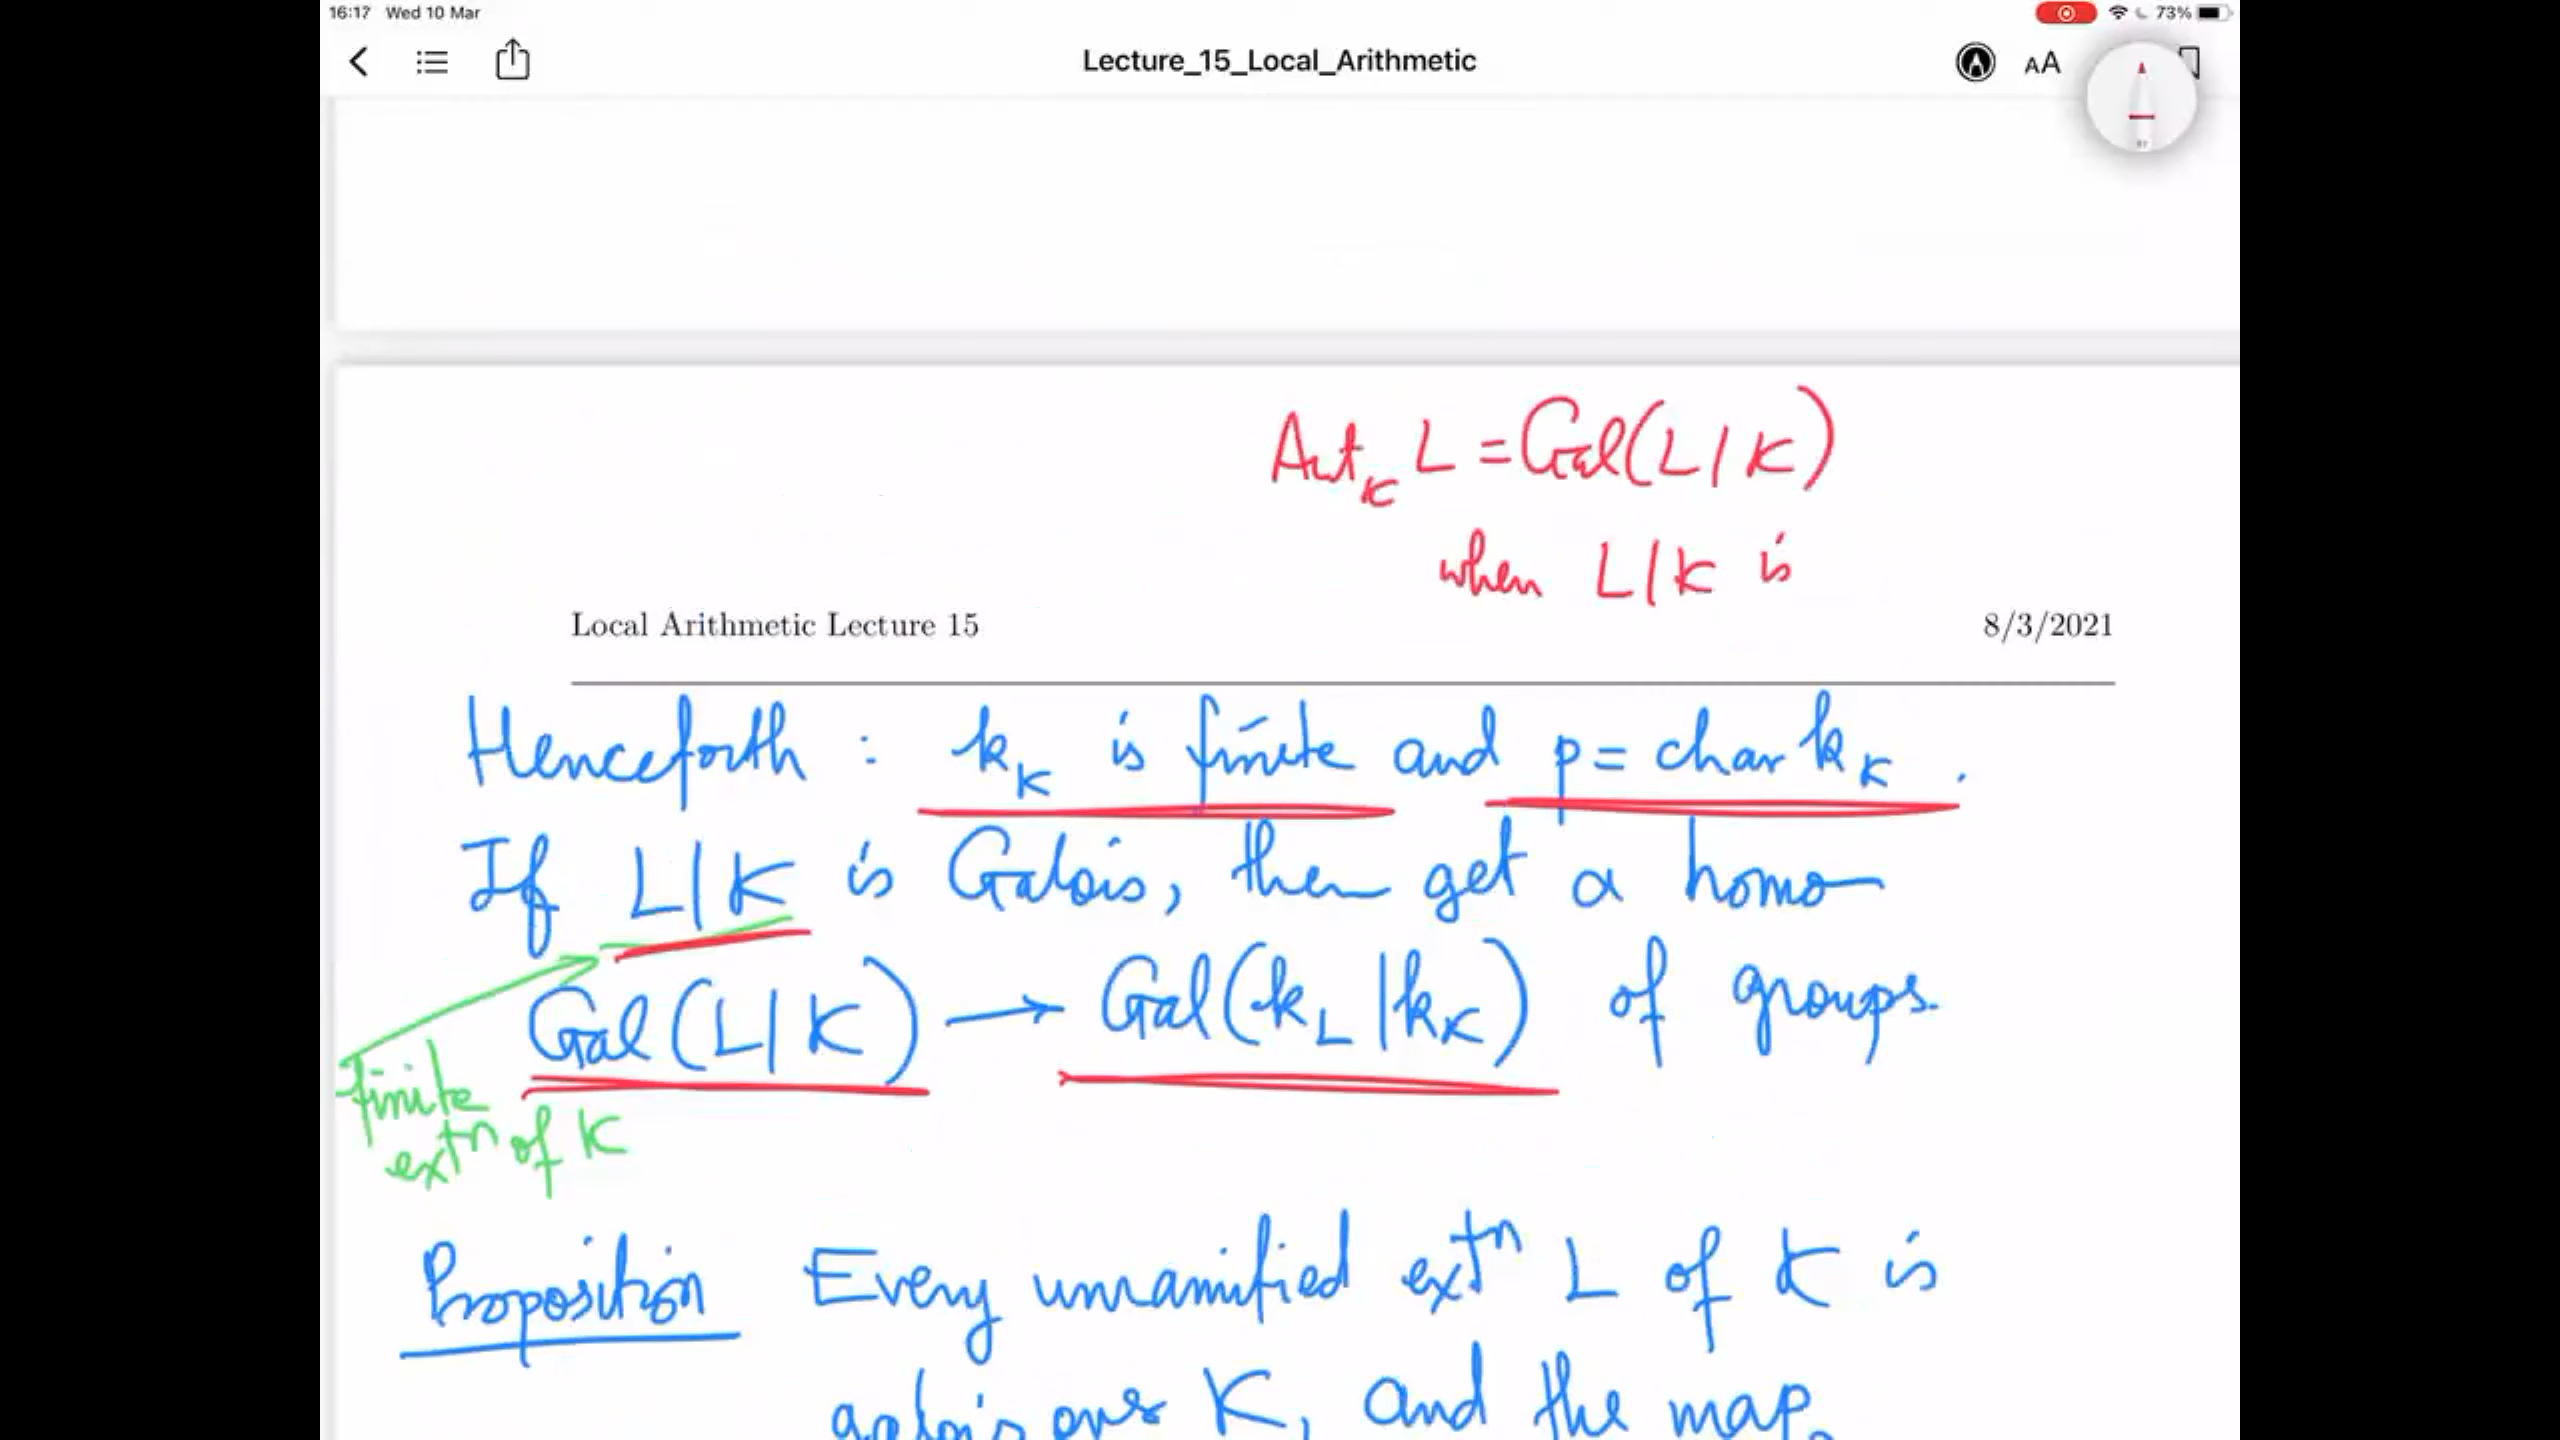 16:17 Wed 10 Mar
73%
Lecture_15_Local_Arithmetic
AA
Aut_K L = Gal(L|K)
when L|K is
Local Arithmetic Lecture 15 8/3/2021
Henceforth : k_K is finite and p = char k_K .
If L|K is Galois, then get a homo
Gal(L|K) → Gal(k_L|k_K) of groups.
finite
extn of K
Proposition Every unramified extn L of K is
galois over K, and the map